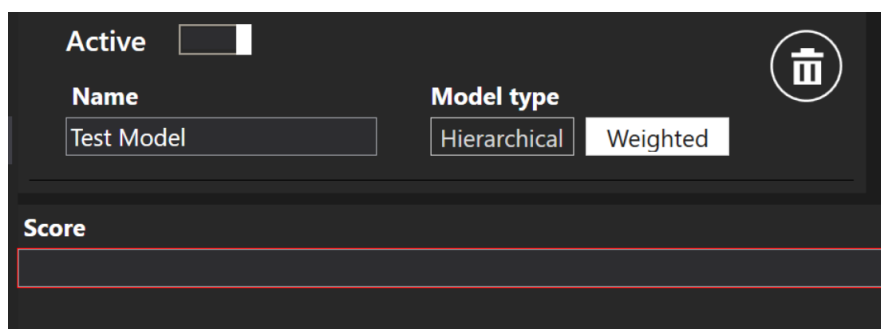 Active
Name
Model type
Test Model
Hierarchical
Weighted
Score